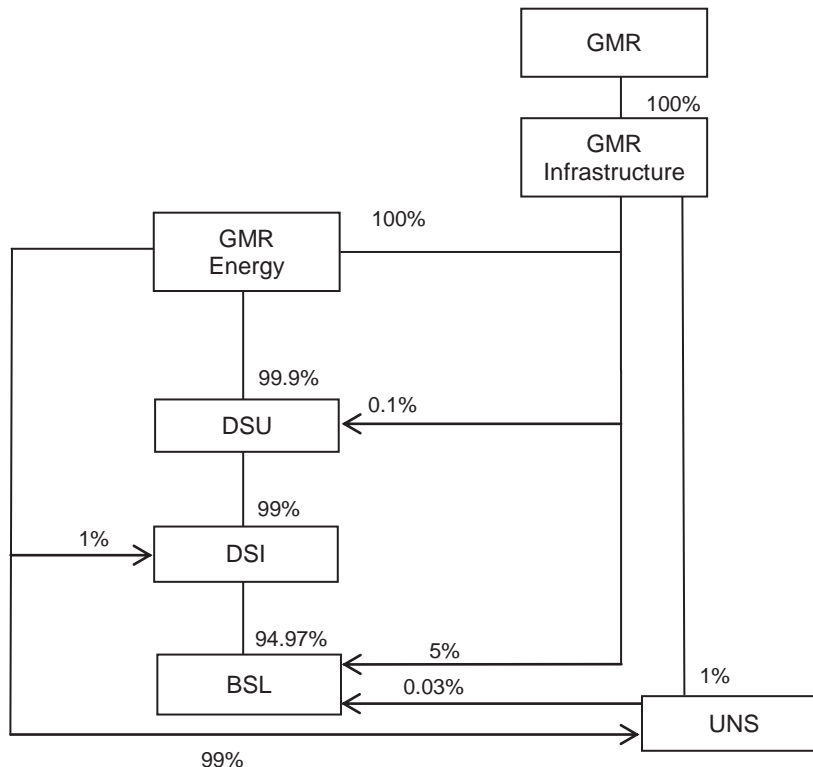 GMR
100%
GMR
Infrastructure
100%
GMR
Energy
99.9%
0.1%
DSU
99%
1%
DSI
94.97%
5%
BSL
0.03%
1%
UNS
99%